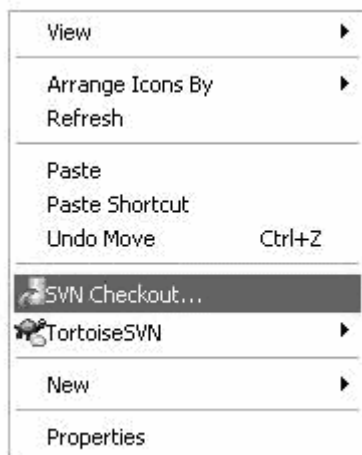 View
Arrange Icons By
Refresh
Paste
Paste Shortcut
Undo Move Ctrl+Z
SVN Checkout...
TortoiseSVN
New
Properties